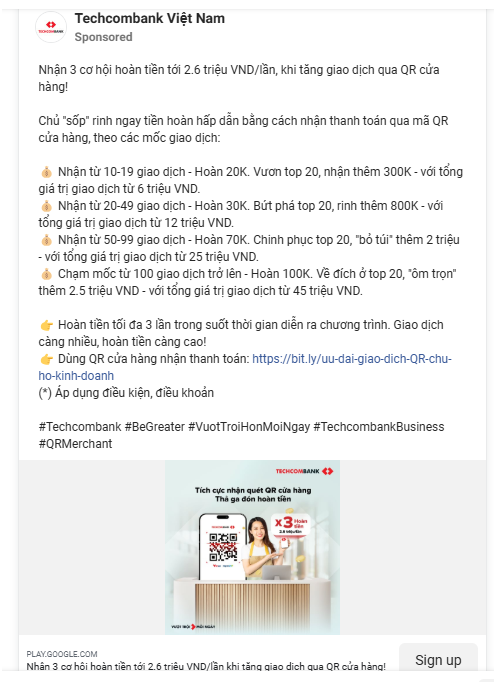 Techcombank Việt Nam
Sponsored
Nhận 3 cơ hội hoàn tiền tới 2.6 triệu VND/lần, khi tăng giao dịch qua QR cửa
hàng!
Chủ "sốp" rinh ngay tiền hoàn hấp dẫn bằng cách nhận thanh toán qua mã QR
cửa hàng, theo các mốc giao dịch:
💰 Nhận từ 10-19 giao dịch - Hoàn 20K. Vươn top 20, nhận thêm 300K - với tổng
giá trị giao dịch từ 6 triệu VND.
💰 Nhận từ 20-49 giao dịch - Hoàn 30K. Bứt phá top 20, rinh thêm 800K - với
tổng giá trị giao dịch từ 12 triệu VND.
💰 Nhận từ 50-99 giao dịch - Hoàn 70K. Chinh phục top 20, "bỏ túi" thêm 2 triệu
- với tổng giá trị giao dịch từ 25 triệu VND.
💰 Chạm mốc từ 100 giao dịch trở lên - Hoàn 100K. Về đích ở top 20, "ôm trọn"
thêm 2.5 triệu VND - với tổng giá trị giao dịch từ 45 triệu VND.
👉 Hoàn tiền tối đa 3 lần trong suốt thời gian diễn ra chương trình. Giao dịch
càng nhiều, hoàn tiền càng cao!
👉 Dùng QR cửa hàng nhận thanh toán: https://bit.ly/uu-dai-giao-dich-QR-chu-
ho-kinh-doanh
(*) Áp dụng điều kiện, điều khoản
#Techcombank #BeGreater #VuotTroiHonMoiNgay #TechcombankBusiness
#QRMerchant
TECHCOMBANK
Tích cực nhận quét QR cửa hàng
Thả ga đón hoàn tiền
x3 Hoàn
tiền
2.6 triệu/lần
VƯỢT TRỘI HƠN MỖI NGÀY
PLAY.GOOGLE.COM
Nhận 3 cơ hội hoàn tiền tới 2.6 triệu VND/lần khi tăng giao dịch qua QR cửa hàng!
Sign up